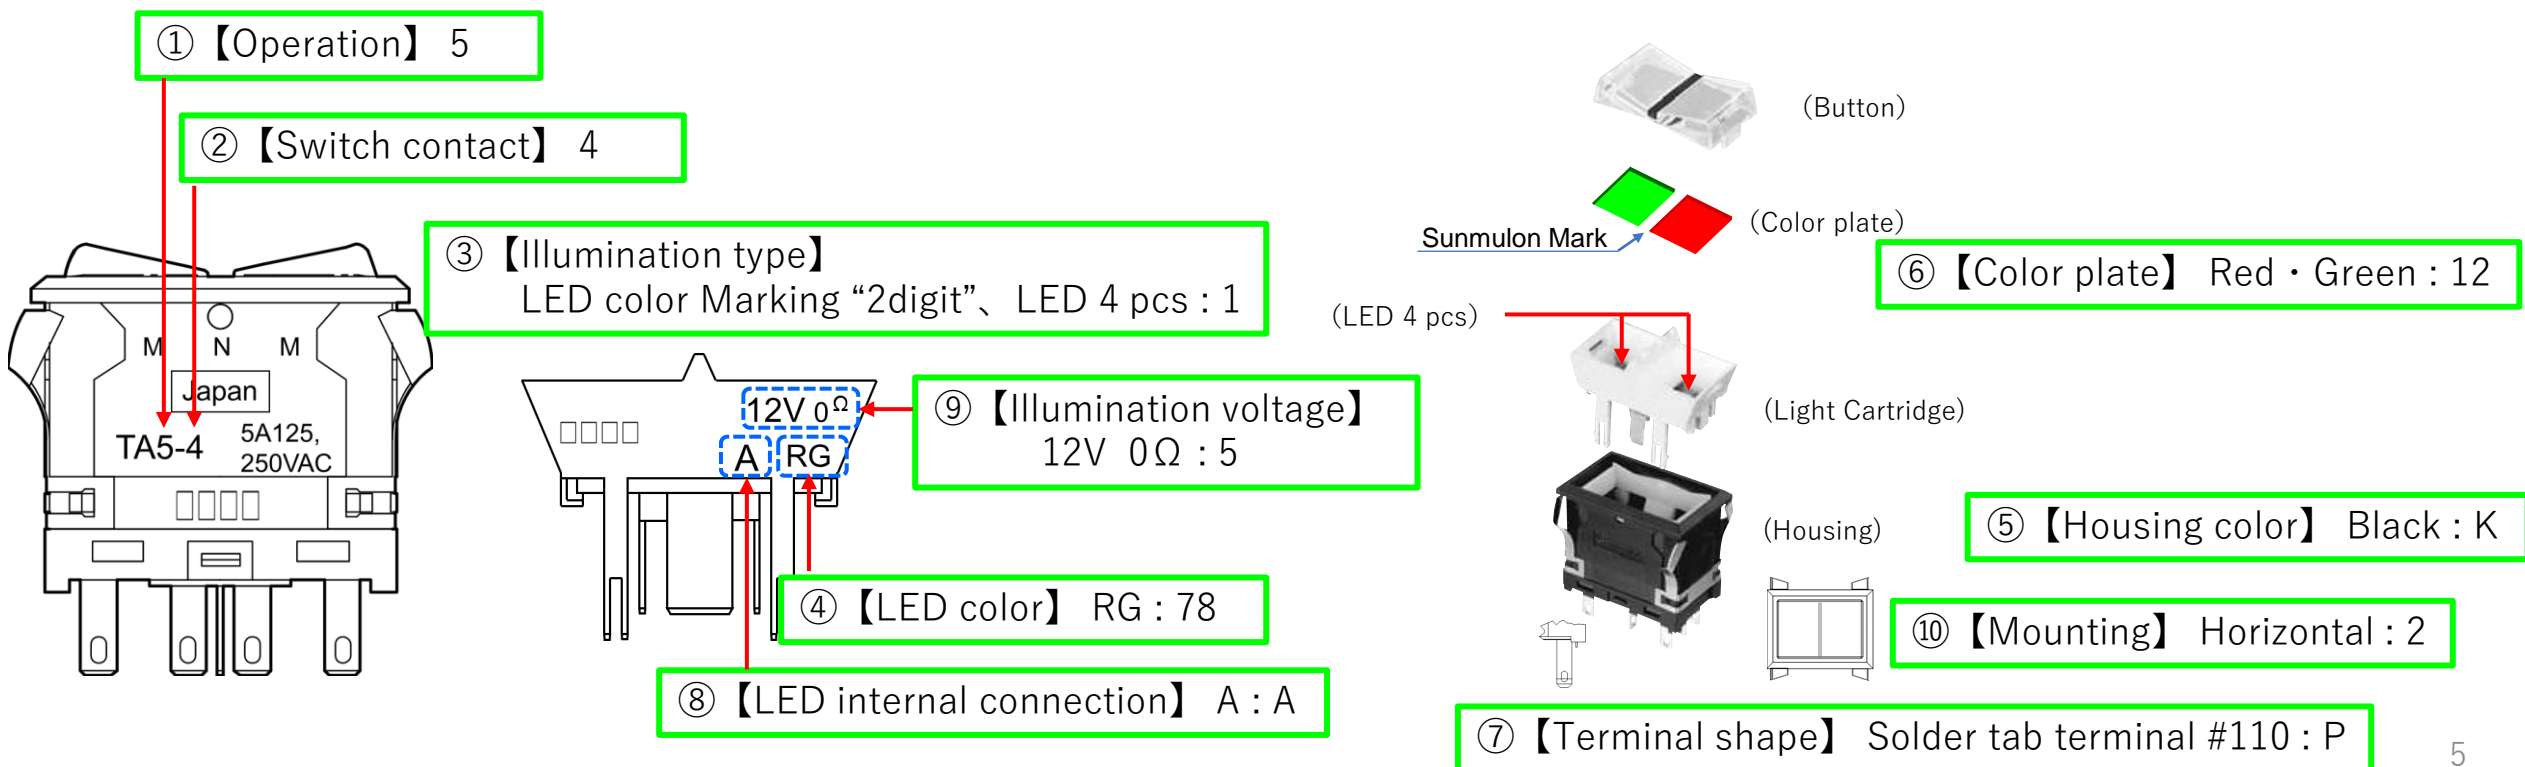 ①【Operation】 5
②【Switch contact】 4
③【Illumination type】
LED color Marking “2digit”、LED 4 pcs : 1
M N M
Japan
TA5-4
5A125,
250VAC
12V 0Ω
A RG
⑨【Illumination voltage】
12V 0Ω : 5
④【LED color】 RG : 78
⑧【LED internal connection】 A : A
(Button)
(Color plate)
Sunmulon Mark
⑥【Color plate】 Red・Green : 12
(LED 4 pcs)
(Light Cartridge)
(Housing)
⑤【Housing color】 Black : K
⑩【Mounting】 Horizontal : 2
⑦【Terminal shape】 Solder tab terminal #110 : P
5